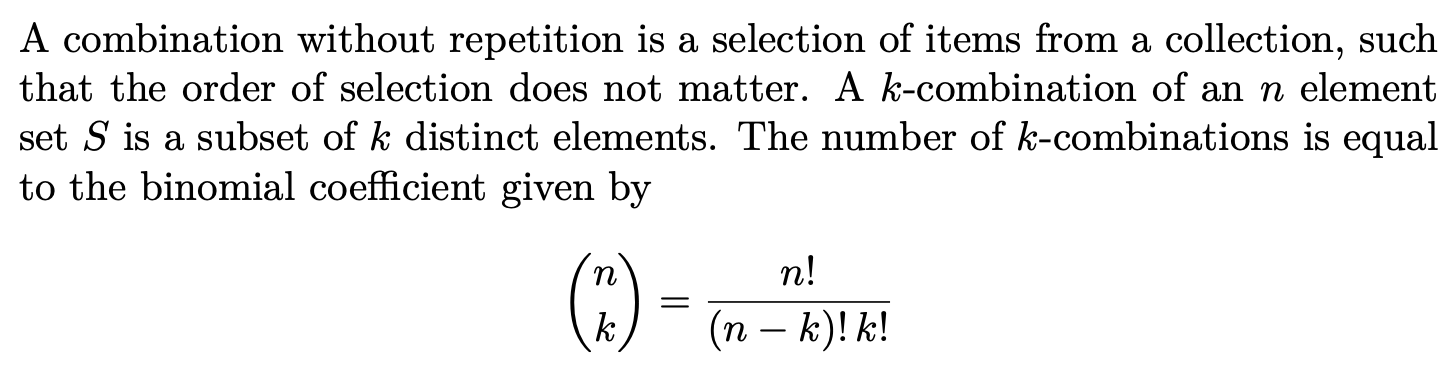 A combination without repetition is a selection of items from a collection, such
that the order of selection does not matter. A k-combination of an n element
set S is a subset of k distinct elements. The number of k-combinations is equal
to the binomial coefficient given by
\binom{n}{k} = \frac{n!}{(n-k)!\,k!}